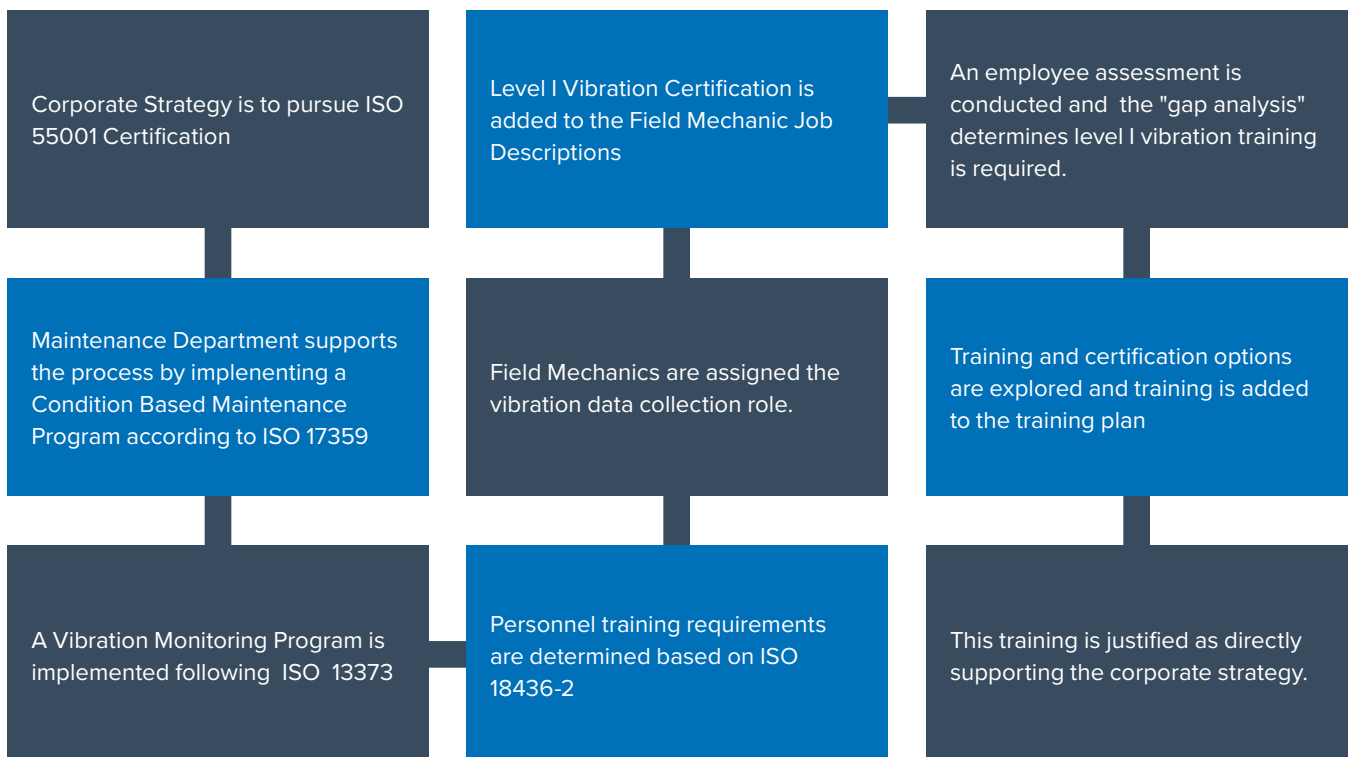 Corporate Strategy is to pursue ISO
55001 Certification
Maintenance Department supports
the process by implenenting a
Condition Based Maintenance
Program according to ISO 17359
A Vibration Monitoring Program is
implemented following  ISO  13373
Personnel training requirements
are determined based on ISO
18436-2
Field Mechanics are assigned the
vibration data collection role.
Level I Vibration Certification is
added to the Field Mechanic Job
Descriptions
An employee assessment is
conducted and  the "gap analysis"
determines level I vibration training
is required.
Training and certification options
are explored and training is added
to the training plan
This training is justified as directly
supporting the corporate strategy.